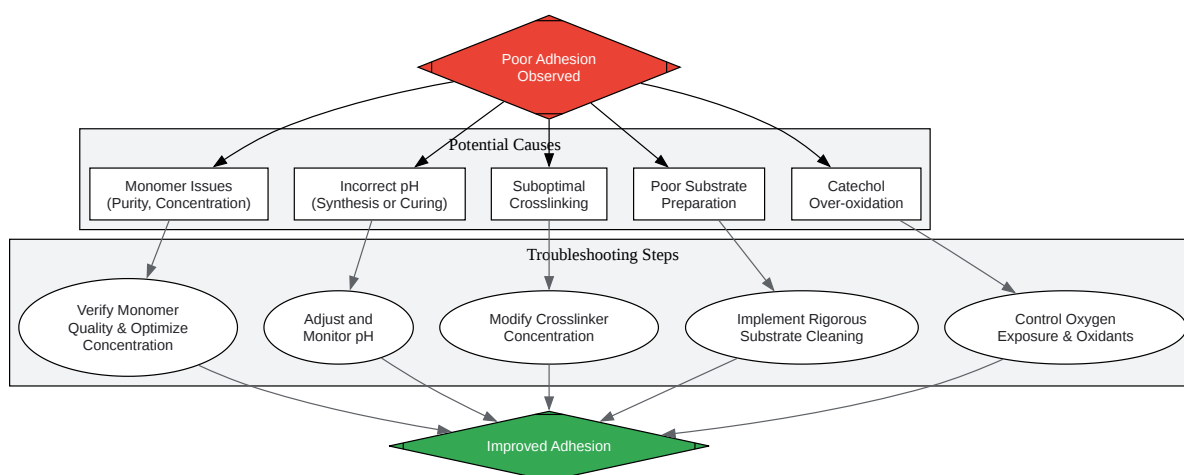 Poor Adhesion
Observed
Potential Causes
Monomer Issues
(Purity, Concentration)
Incorrect pH
(Synthesis or Curing)
Suboptimal
Crosslinking
Poor Substrate
Preparation
Catechol
Over-oxidation
Troubleshooting Steps
Verify Monomer
Quality & Optimize
Concentration
Adjust and
Monitor pH
Modify Crosslinker
Concentration
Implement Rigorous
Substrate Cleaning
Control Oxygen
Exposure & Oxidants
Improved Adhesion